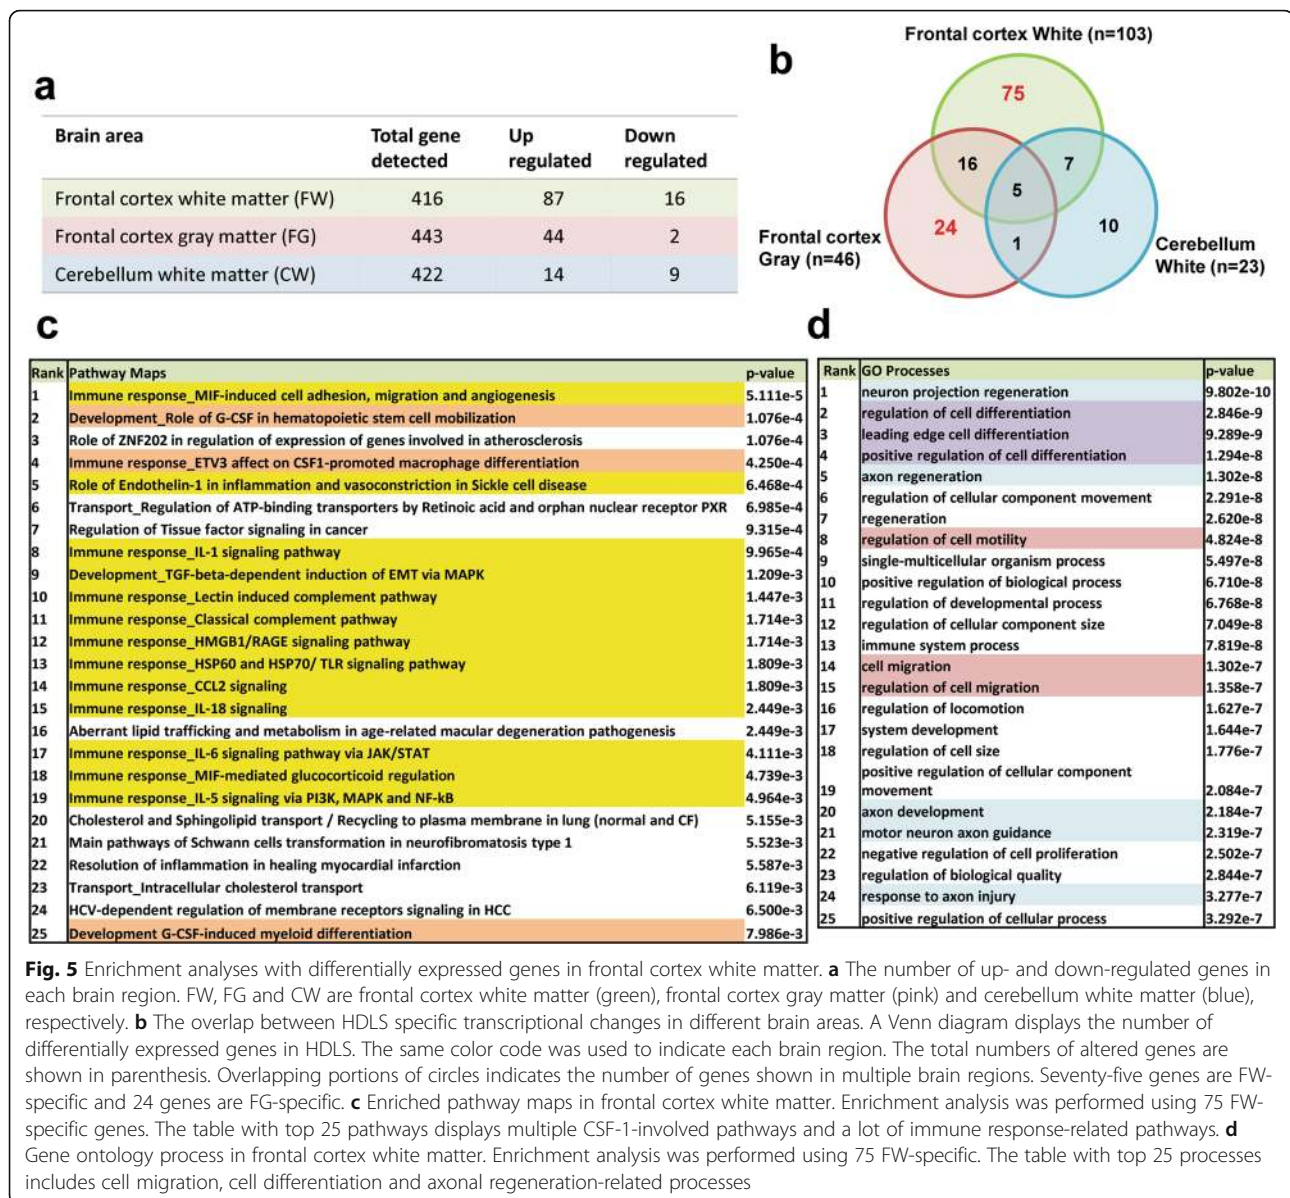 a
Brain area Total gene detected Up regulated Down regulated
Frontal cortex white matter (FW) 416 87 16
Frontal cortex gray matter (FG) 443 44 2
Cerebellum white matter (CW) 422 14 9
b
Frontal cortex White (n=103)
75
16
7
5
24
1
10
Frontal cortex
Gray (n=46)
Cerebellum
White (n=23)
c
Rank Pathway Maps p-value
1 Immune response_MIF-induced cell adhesion, migration and angiogenesis 5.111e-5
2 Development_Role of G-CSF in hematopoietic stem cell mobilization 1.076e-4
3 Role of ZNF202 in regulation of expression of genes involved in atherosclerosis 1.076e-4
4 Immune response_ETV3 affect on CSF1-promoted macrophage differentiation 4.250e-4
5 Role of Endothelin-1 in inflammation and vasoconstriction in Sickle cell disease 6.468e-4
6 Transport_Regulation of ATP-binding transporters by Retinoic acid and orphan nuclear receptor PXR 6.985e-4
7 Regulation of Tissue factor signaling in cancer 9.315e-4
8 Immune response_IL-1 signaling pathway 9.965e-4
9 Development_TGF-beta-dependent induction of EMT via MAPK 1.209e-3
10 Immune response_Lectin induced complement pathway 1.447e-3
11 Immune response_Classical complement pathway 1.714e-3
12 Immune response_HMGB1/RAGE signaling pathway 1.714e-3
13 Immune response_HSP60 and HSP70/ TLR signaling pathway 1.809e-3
14 Immune response_CCL2 signaling 1.809e-3
15 Immune response_IL-18 signaling 2.449e-3
16 Aberrant lipid trafficking and metabolism in age-related macular degeneration pathogenesis 2.449e-3
17 Immune response_IL-6 signaling pathway via JAK/STAT 4.111e-3
18 Immune response_MIF-mediated glucocorticoid regulation 4.739e-3
19 Immune response_IL-5 signaling via PI3K, MAPK and NF-kB 4.964e-3
20 Cholesterol and Sphingolipid transport / Recycling to plasma membrane in lung (normal and CF) 5.155e-3
21 Main pathways of Schwann cells transformation in neurofibromatosis type 1 5.523e-3
22 Resolution of inflammation in healing myocardial infarction 5.587e-3
23 Transport_Intracellular cholesterol transport 6.119e-3
24 HCV-dependent regulation of membrane receptors signaling in HCC 6.500e-3
25 Development G-CSF-induced myeloid differentiation 7.986e-3
d
Rank GO Processes p-value
1 neuron projection regeneration 9.802e-10
2 regulation of cell differentiation 2.846e-9
3 leading edge cell differentiation 9.289e-9
4 positive regulation of cell differentiation 1.294e-8
5 axon regeneration 1.302e-8
6 regulation of cellular component movement 2.291e-8
7 regeneration 2.620e-8
8 regulation of cell motility 4.824e-8
9 single-multicellular organism process 5.497e-8
10 positive regulation of biological process 6.710e-8
11 regulation of developmental process 6.768e-8
12 regulation of cellular component size 7.049e-8
13 immune system process 7.819e-8
14 cell migration 1.302e-7
15 regulation of cell migration 1.358e-7
16 regulation of locomotion 1.627e-7
17 system development 1.644e-7
18 regulation of cell size 1.776e-7
positive regulation of cellular component
19 movement 2.084e-7
20 axon development 2.184e-7
21 motor neuron axon guidance 2.319e-7
22 negative regulation of cell proliferation 2.502e-7
23 regulation of biological quality 2.844e-7
24 response to axon injury 3.277e-7
25 positive regulation of cellular process 3.292e-7
Fig. 5 Enrichment analyses with differentially expressed genes in frontal cortex white matter. a The number of up- and down-regulated genes in
each brain region. FW, FG and CW are frontal cortex white matter (green), frontal cortex gray matter (pink) and cerebellum white matter (blue),
respectively. b The overlap between HDLS specific transcriptional changes in different brain areas. A Venn diagram displays the number of
differentially expressed genes in HDLS. The same color code was used to indicate each brain region. The total numbers of altered genes are
shown in parenthesis. Overlapping portions of circles indicates the number of genes shown in multiple brain regions. Seventy-five genes are FW-
specific and 24 genes are FG-specific. c Enriched pathway maps in frontal cortex white matter. Enrichment analysis was performed using 75 FW-
specific genes. The table with top 25 pathways displays multiple CSF-1-involved pathways and a lot of immune response-related pathways. d
Gene ontology process in frontal cortex white matter. Enrichment analysis was performed using 75 FW-specific. The table with top 25 processes
includes cell migration, cell differentiation and axonal regeneration-related processes